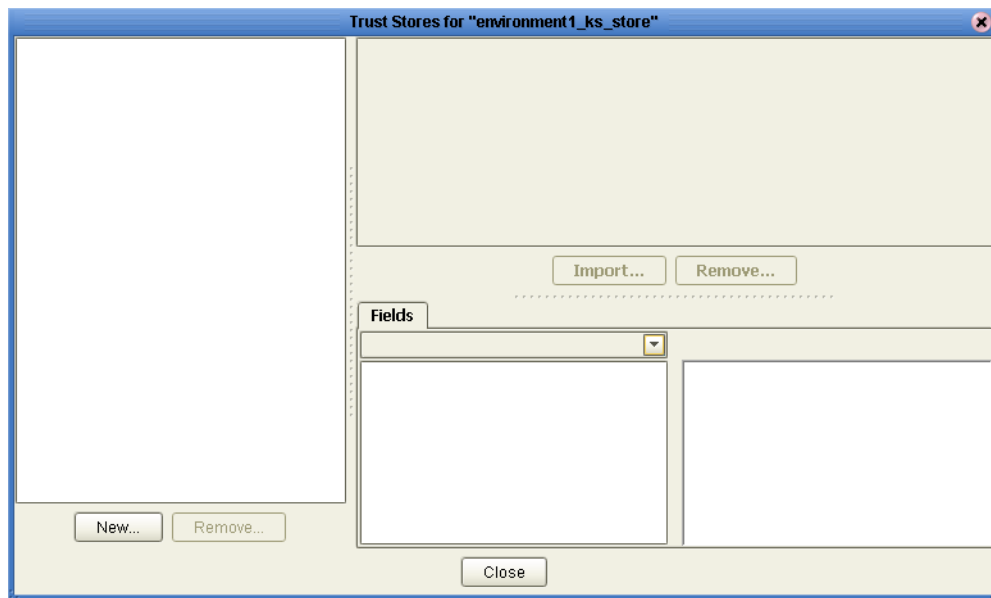 Trust Stores for "environment1_ks_store"
Import... Remove...
Fields
New... Remove...
Close